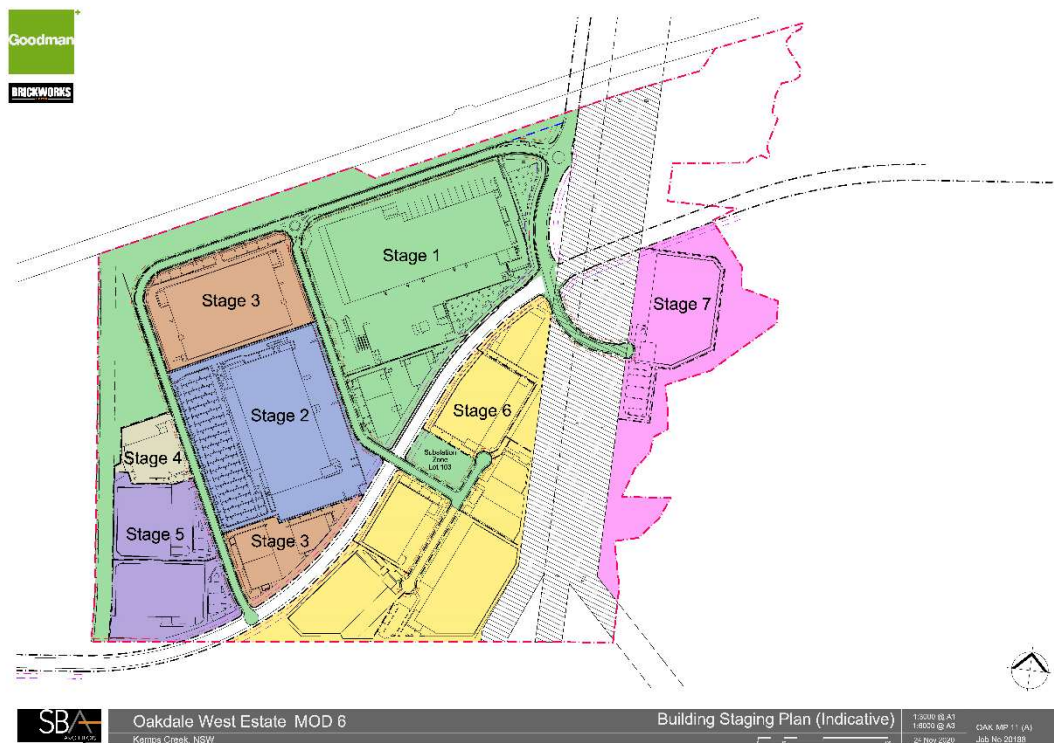 Goodman
BRICKWORKS
Stage 1
Stage 3
Stage 7
Stage 2
Stage 6
Stage 4
Substation
Zone
Lot 103
Stage 5
Stage 3
SBA
ARCHITECTS
Oakdale West Estate MOD 6
Kemps Creek, NSW
Building Staging Plan (Indicative)
1:3000 @ A1
1:6000 @ A3
24 Nov 2020
OAK MP 11 (A)
Job No 20188